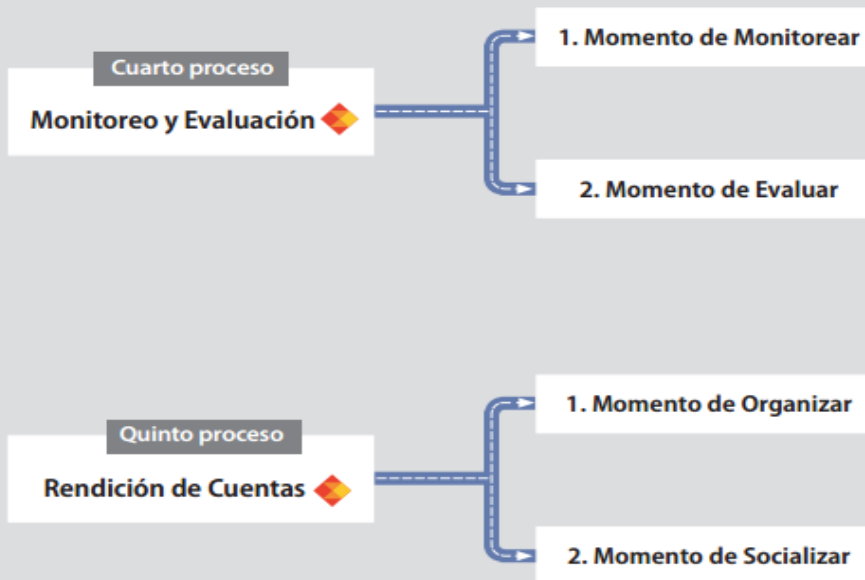 Cuarto proceso
Monitoreo y Evaluación
1. Momento de Monitorear
2. Momento de Evaluar
Quinto proceso
Rendición de Cuentas
1. Momento de Organizar
2. Momento de Socializar